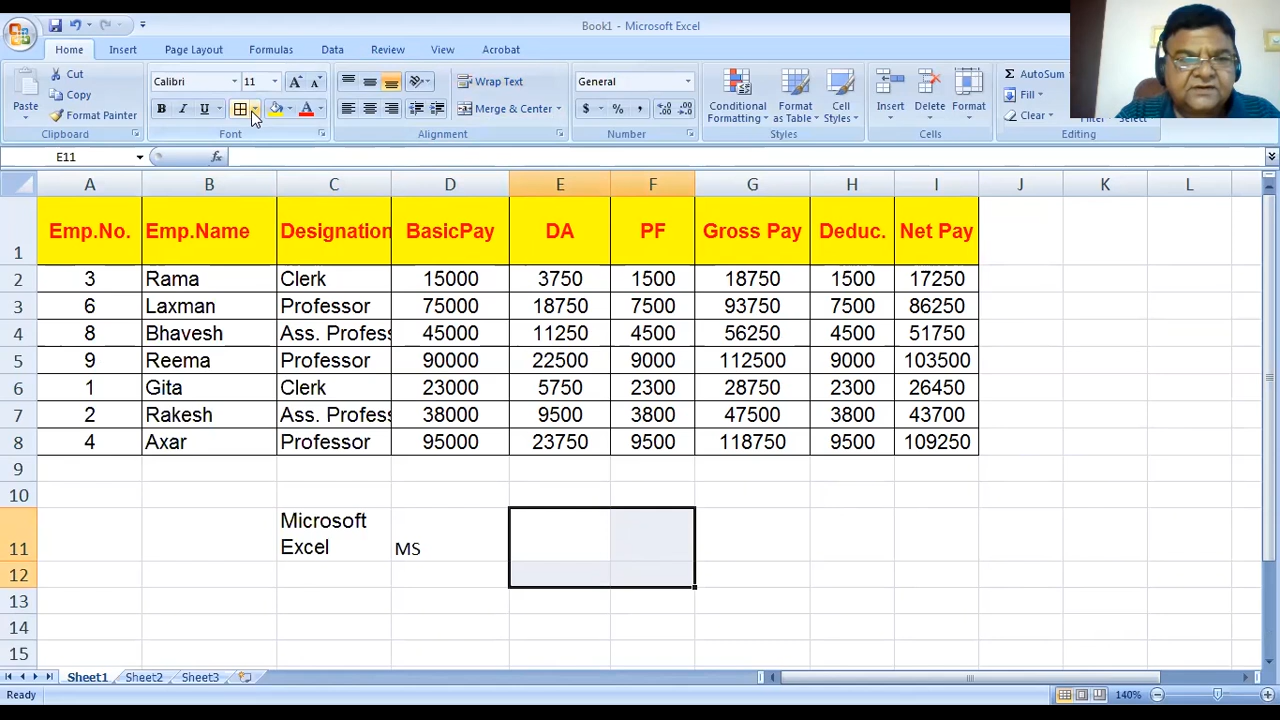 Book1 - Microsoft Excel
Home Insert Page Layout Formulas Data Review View Acrobat
Cut
Copy
Format Painter
Paste
Clipboard
Calibri 11
B I U
Font
Wrap Text
Merge & Center
Alignment
General
$ % ,
Number
Conditional Formatting
Format as Table
Cell Styles
Styles
Insert Delete Format
Cells
AutoSum
Fill
Clear
Editing
E11 fx
A B C D E F G H I J K L
1 Emp.No. Emp.Name Designation BasicPay DA PF Gross Pay Deduc. Net Pay
2 3 Rama Clerk 15000 3750 1500 18750 1500 17250
3 6 Laxman Professor 75000 18750 7500 93750 7500 86250
4 8 Bhavesh Ass. Profess 45000 11250 4500 56250 4500 51750
5 9 Reema Professor 90000 22500 9000 112500 9000 103500
6 1 Gita Clerk 23000 5750 2300 28750 2300 26450
7 2 Rakesh Ass. Profess 38000 9500 3800 47500 3800 43700
8 4 Axar Professor 95000 23750 9500 118750 9500 109250
9
10
11 Microsoft Excel MS
12
13
14
15
Sheet1 Sheet2 Sheet3
Ready 140%